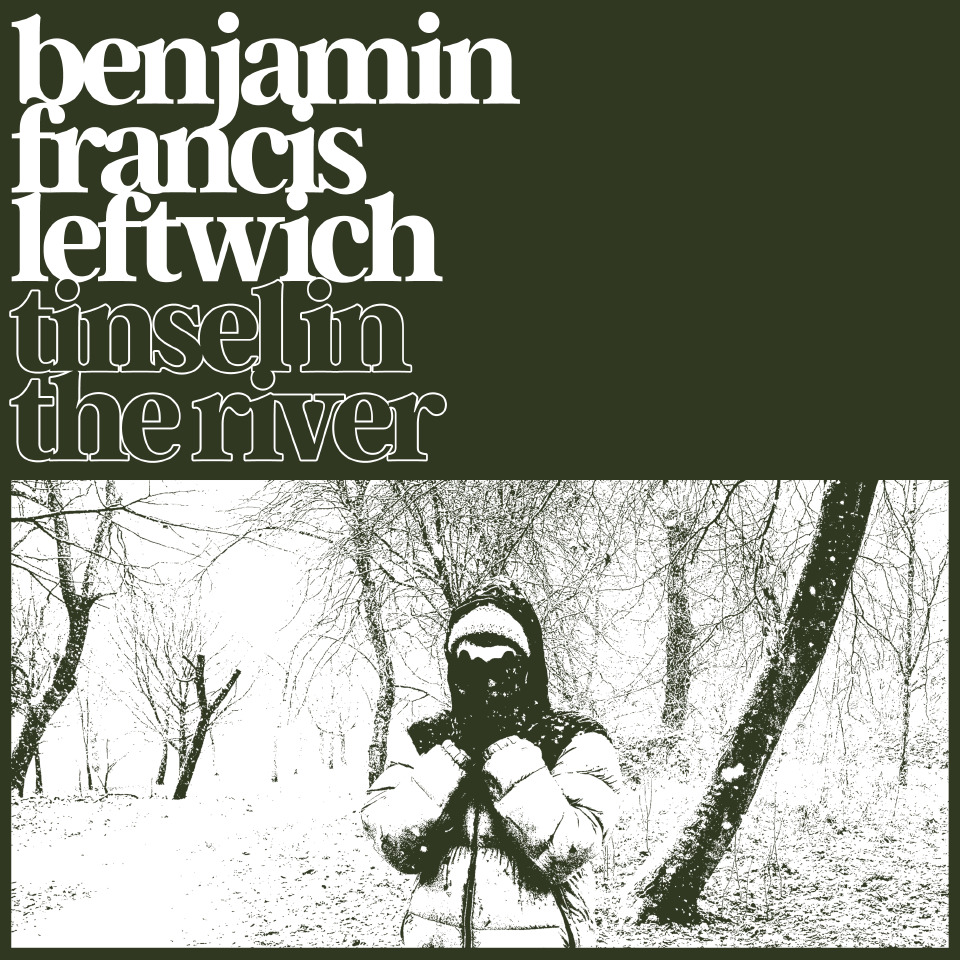 benjamin
francis
leftwich
tinsel in
the river